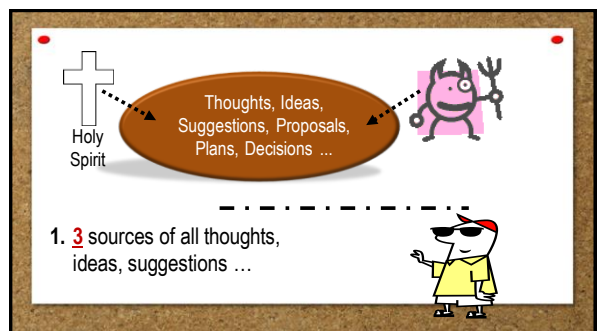 Thoughts, Ideas,
Suggestions, Proposals,
Plans, Decisions ...
Holy
Spirit
1. 3 sources of all thoughts,
ideas, suggestions …